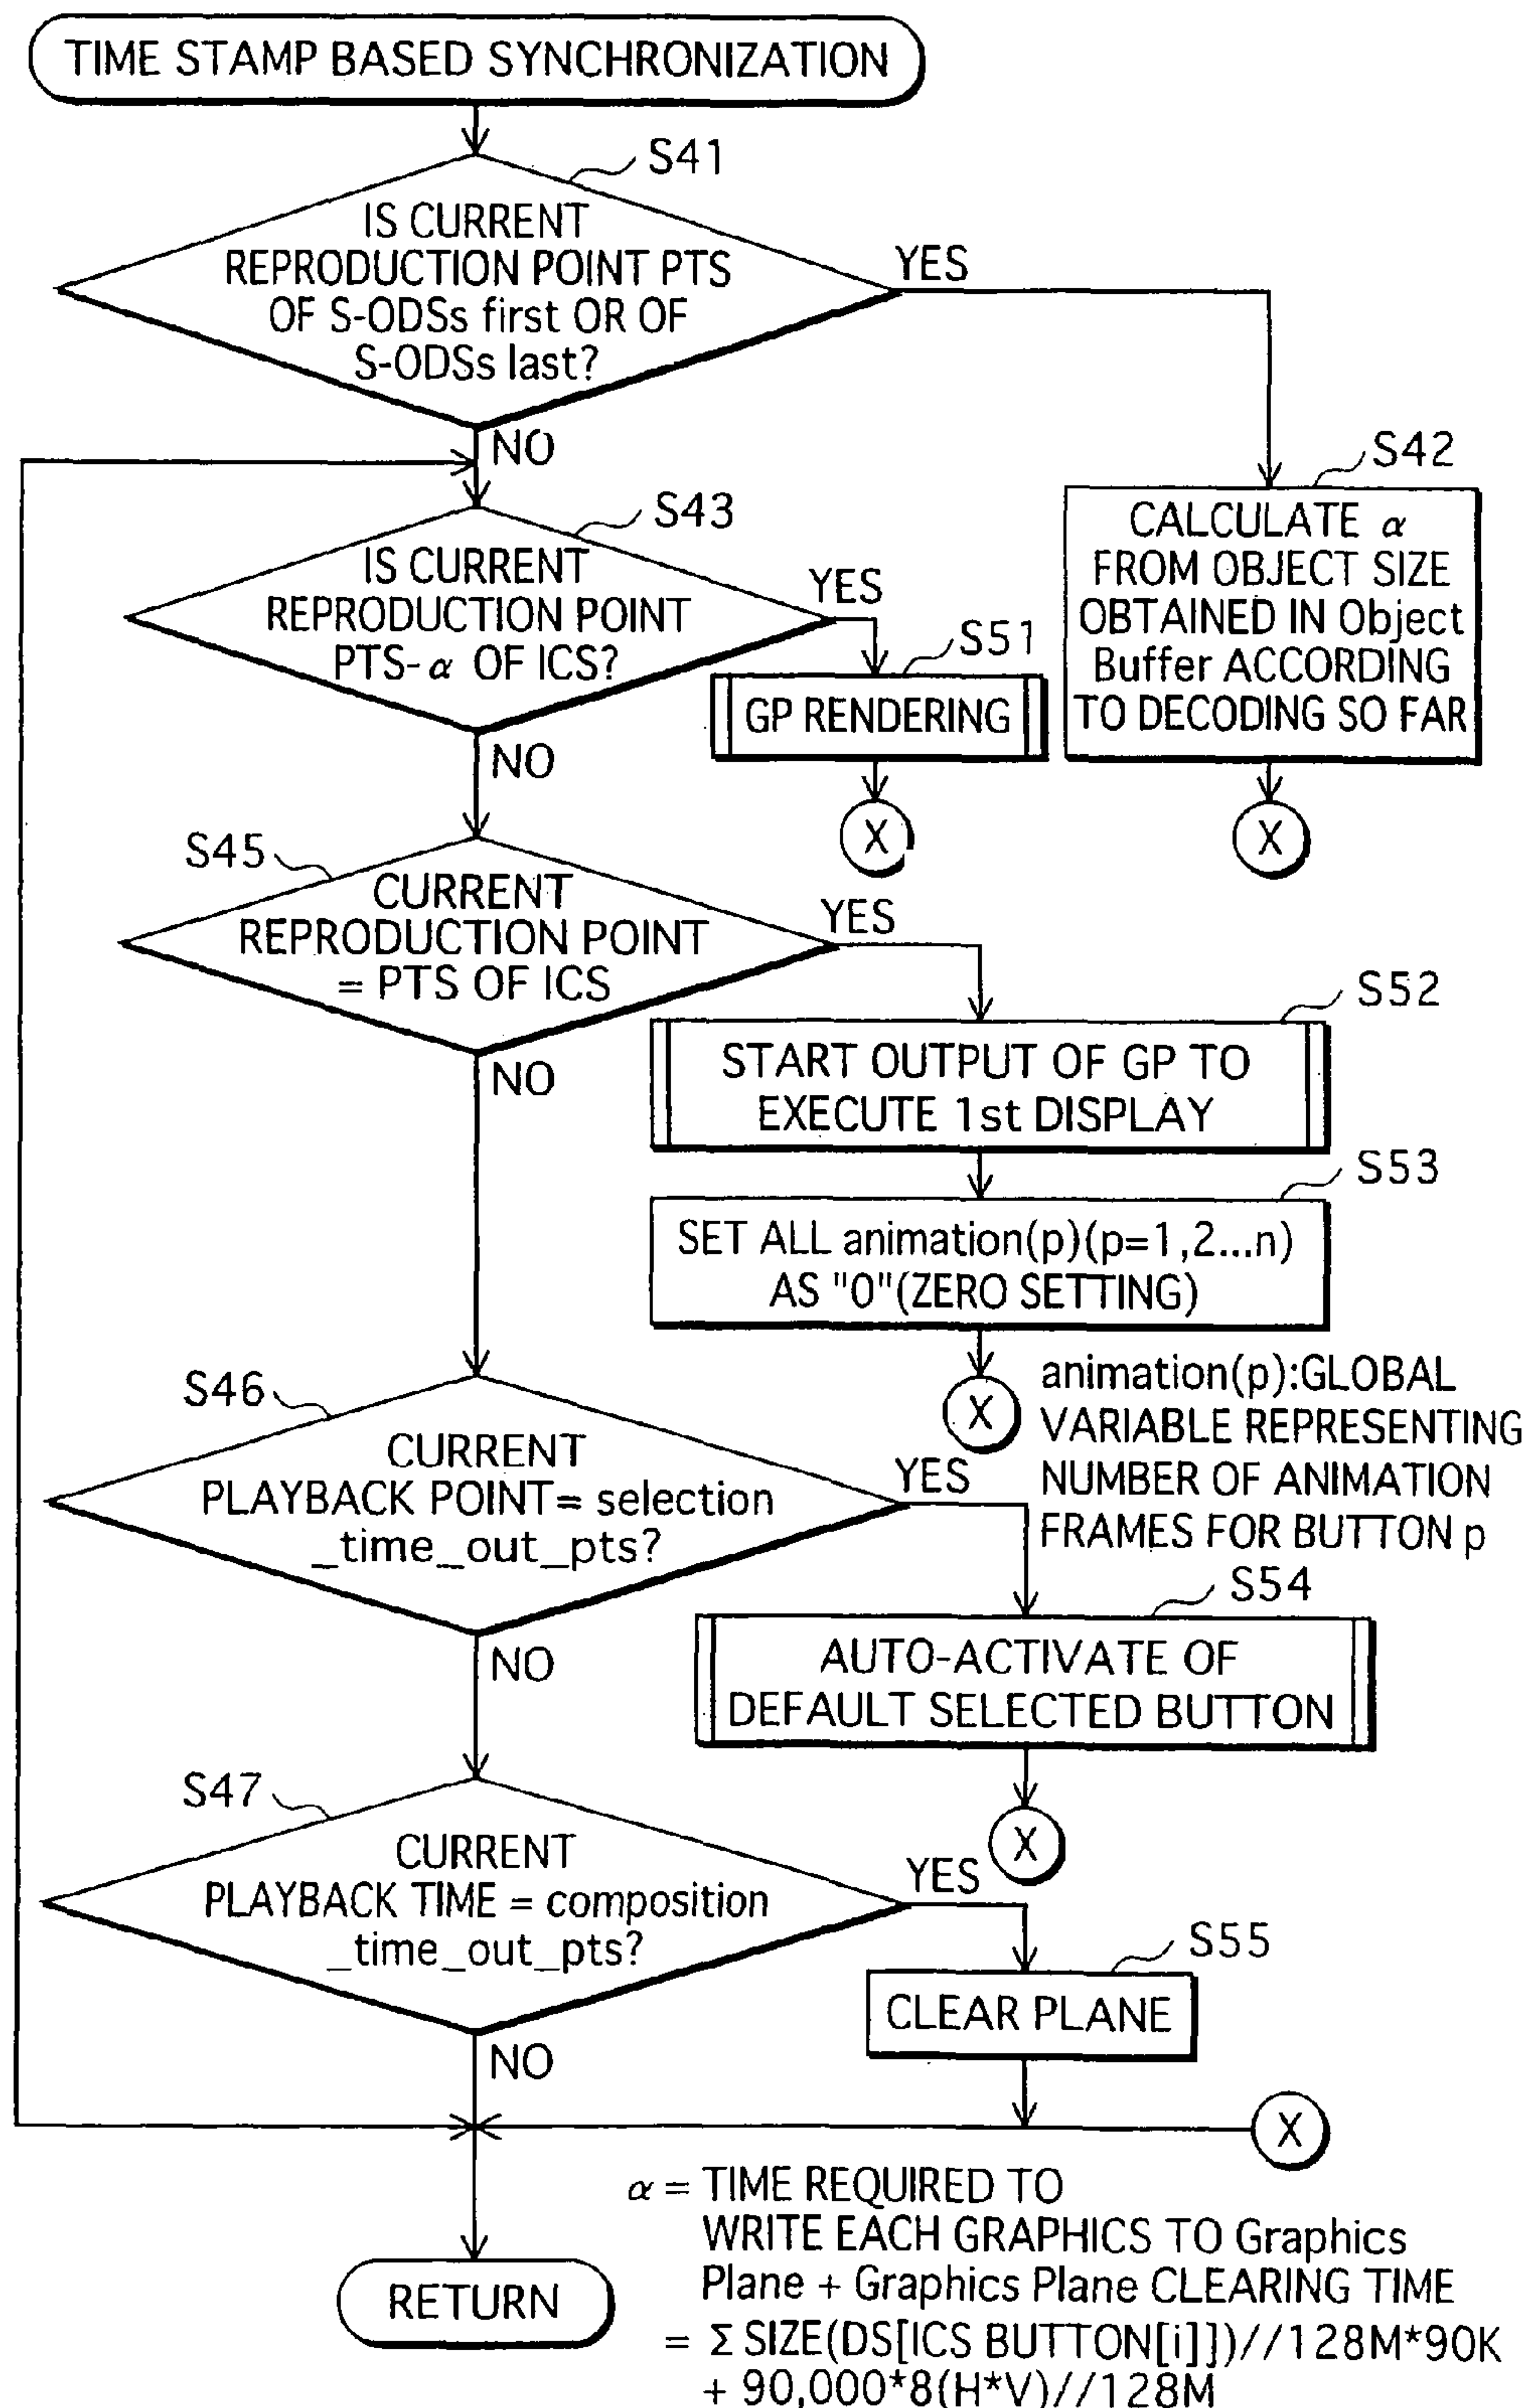 TIME STAMP BASED SYNCHRONIZATION
S41
IS CURRENT
REPRODUCTION POINT PTS
OF S-ODSs first OR OF
S-ODSs last?
YES
NO
S42
CALCULATE α
FROM OBJECT SIZE
OBTAINED IN Object
Buffer ACCORDING
TO DECODING SO FAR
X
S43
IS CURRENT
REPRODUCTION POINT
PTS-α OF ICS?
YES
NO
S51
GP RENDERING
X
S45
CURRENT
REPRODUCTION POINT
= PTS OF ICS
YES
NO
S52
START OUTPUT OF GP TO
EXECUTE 1st DISPLAY
S53
SET ALL animation(p)(p=1,2...n)
AS "0"(ZERO SETTING)
X
animation(p):GLOBAL
VARIABLE REPRESENTING
NUMBER OF ANIMATION
FRAMES FOR BUTTON p
S46
CURRENT
PLAYBACK POINT= selection
_time_out_pts?
YES
NO
S54
AUTO-ACTIVATE OF
DEFAULT SELECTED BUTTON
X
S47
CURRENT
PLAYBACK TIME = composition
_time_out_pts?
YES
NO
S55
CLEAR PLANE
X
RETURN
α = TIME REQUIRED TO
WRITE EACH GRAPHICS TO Graphics
Plane + Graphics Plane CLEARING TIME
= Σ SIZE(DS[ICS BUTTON[i]])//128M*90K
+ 90,000*8(H*V)//128M